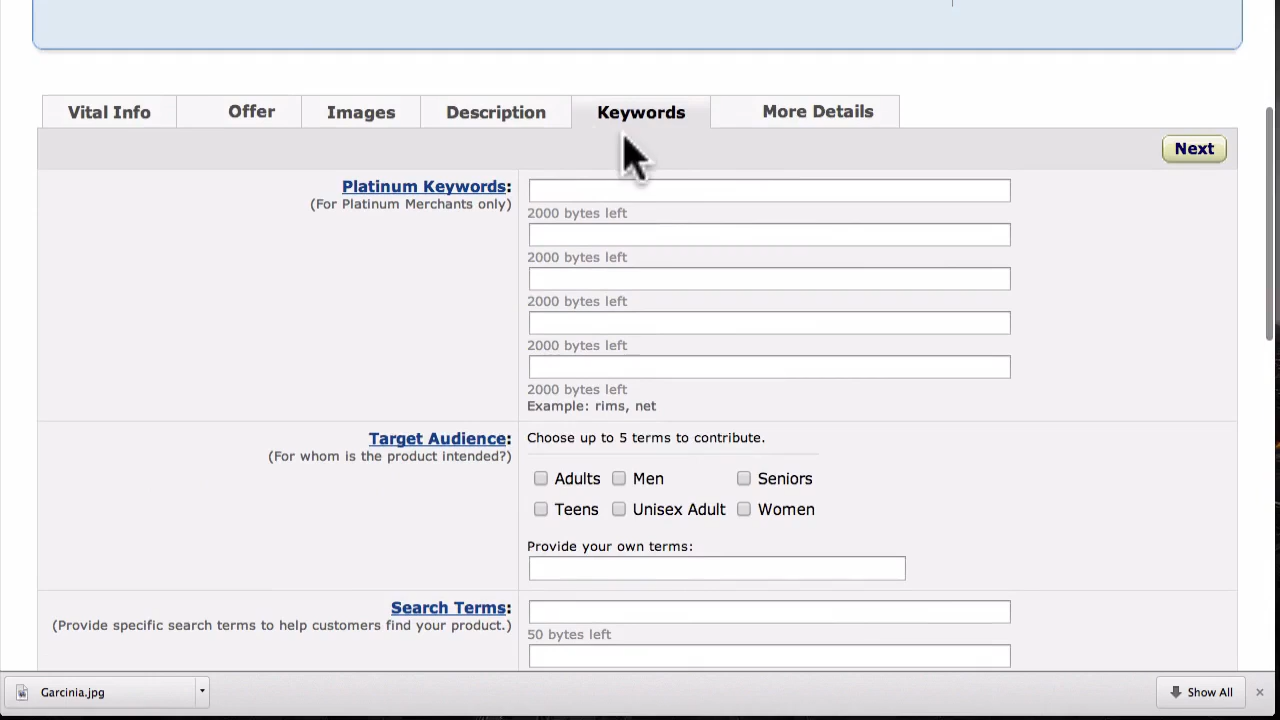 Vital Info
Offer
Images
Description
Keywords
More Details
Next
Platinum Keywords:
(For Platinum Merchants only)
2000 bytes left
2000 bytes left
2000 bytes left
2000 bytes left
2000 bytes left
Example: rims, net
Target Audience:
(For whom is the product intended?)
Choose up to 5 terms to contribute.
Adults Men Seniors
Teens Unisex Adult Women
Provide your own terms:
Search Terms:
(Provide specific search terms to help customers find your product.)
50 bytes left
Garcinia.jpg
Show All